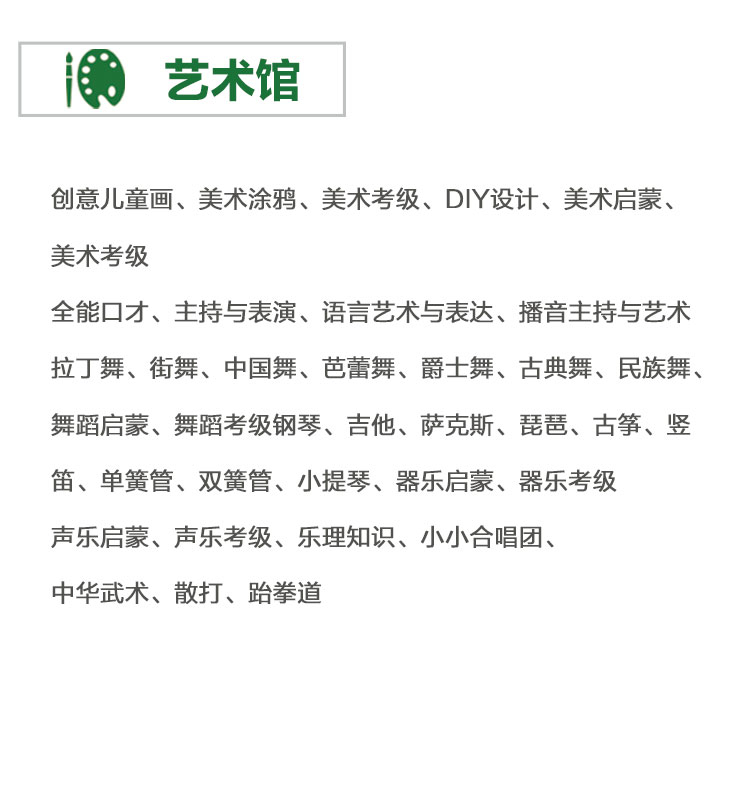 艺术馆
创意儿童画、美术涂鸦、美术考级、DIY设计、美术启蒙、
美术考级
全能口才、主持与表演、语言艺术与表达、播音主持与艺术
拉丁舞、街舞、中国舞、芭蕾舞、爵士舞、古典舞、民族舞、
舞蹈启蒙、舞蹈考级钢琴、吉他、萨克斯、琵琶、古筝、竖
笛、单簧管、双簧管、小提琴、器乐启蒙、器乐考级
声乐启蒙、声乐考级、乐理知识、小小合唱团、
中华武术、散打、跆拳道